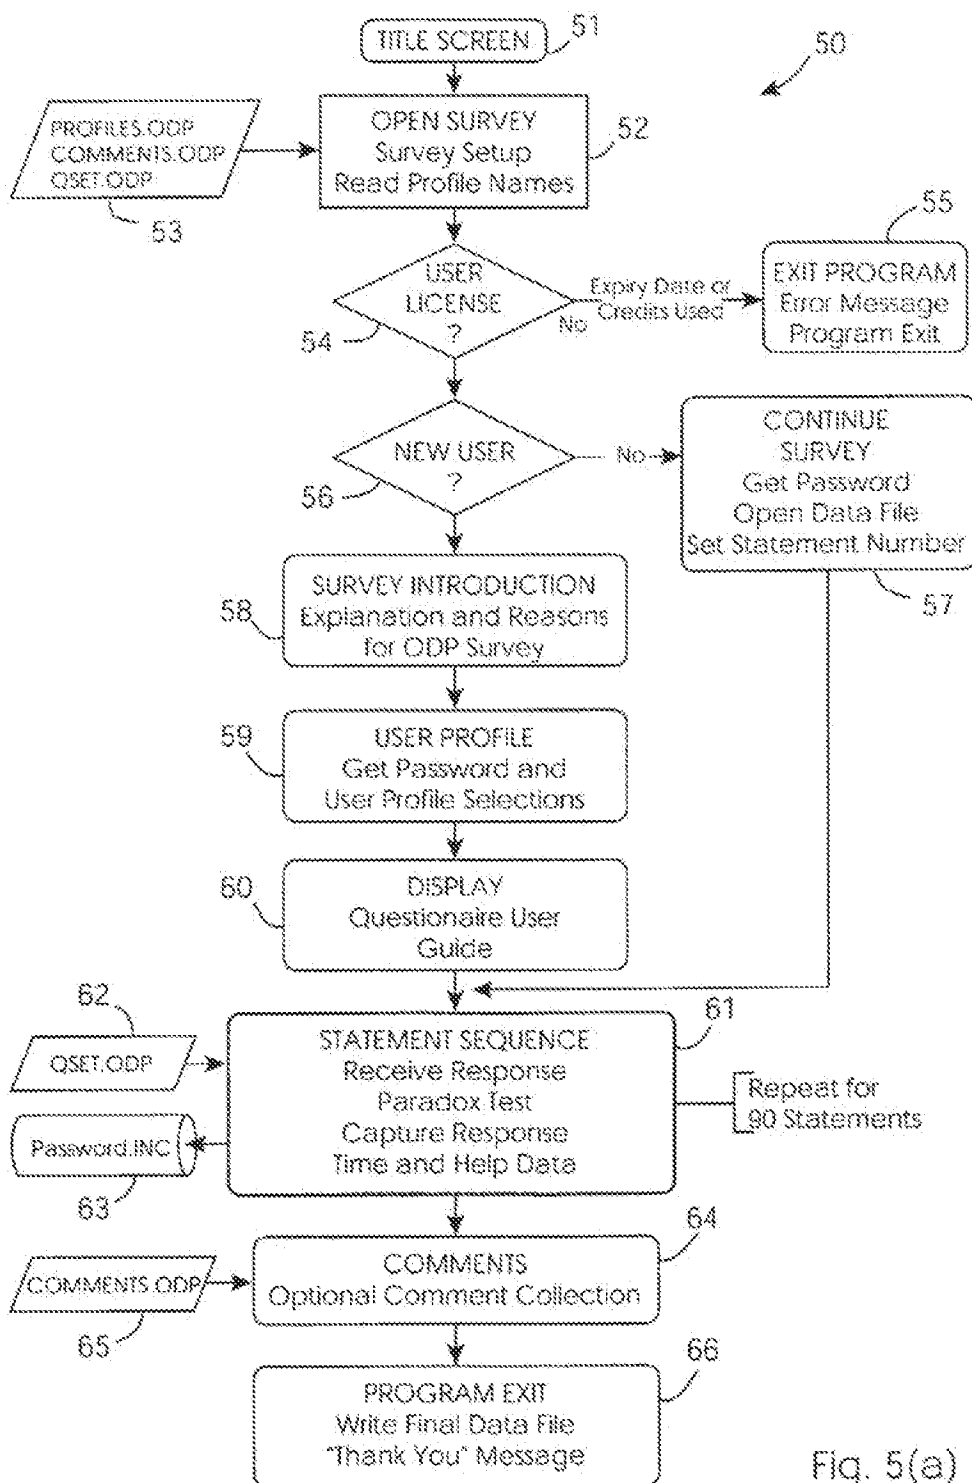 TITLE SCREEN
51
50
PROFILES.ODP
COMMENTS.ODP
QSET.ODP
53
OPEN SURVEY
Survey Setup
Read Profile Names
52
USER
LICENSE
?
54
No
Expiry Date or
Credits Used
55
EXIT PROGRAM
Error Message
Program Exit
NEW USER
?
56
No
CONTINUE
SURVEY
Get Password
Open Data File
Set Statement Number
57
58
SURVEY INTRODUCTION
Explanation and Reasons
for ODP Survey
59
USER PROFILE
Get Password and
User Profile Selections
60
DISPLAY
Questionaire User
Guide
62
QSET.ODP
61
STATEMENT SEQUENCE
Receive Response
Paradox Test
Capture Response
Time and Help Data
Repeat for
90 Statements
Password.INC
63
64
COMMENTS
Optional Comment Collection
COMMENTS.ODP
65
66
PROGRAM EXIT
Write Final Data File
"Thank You" Message
Fig. 5(a)